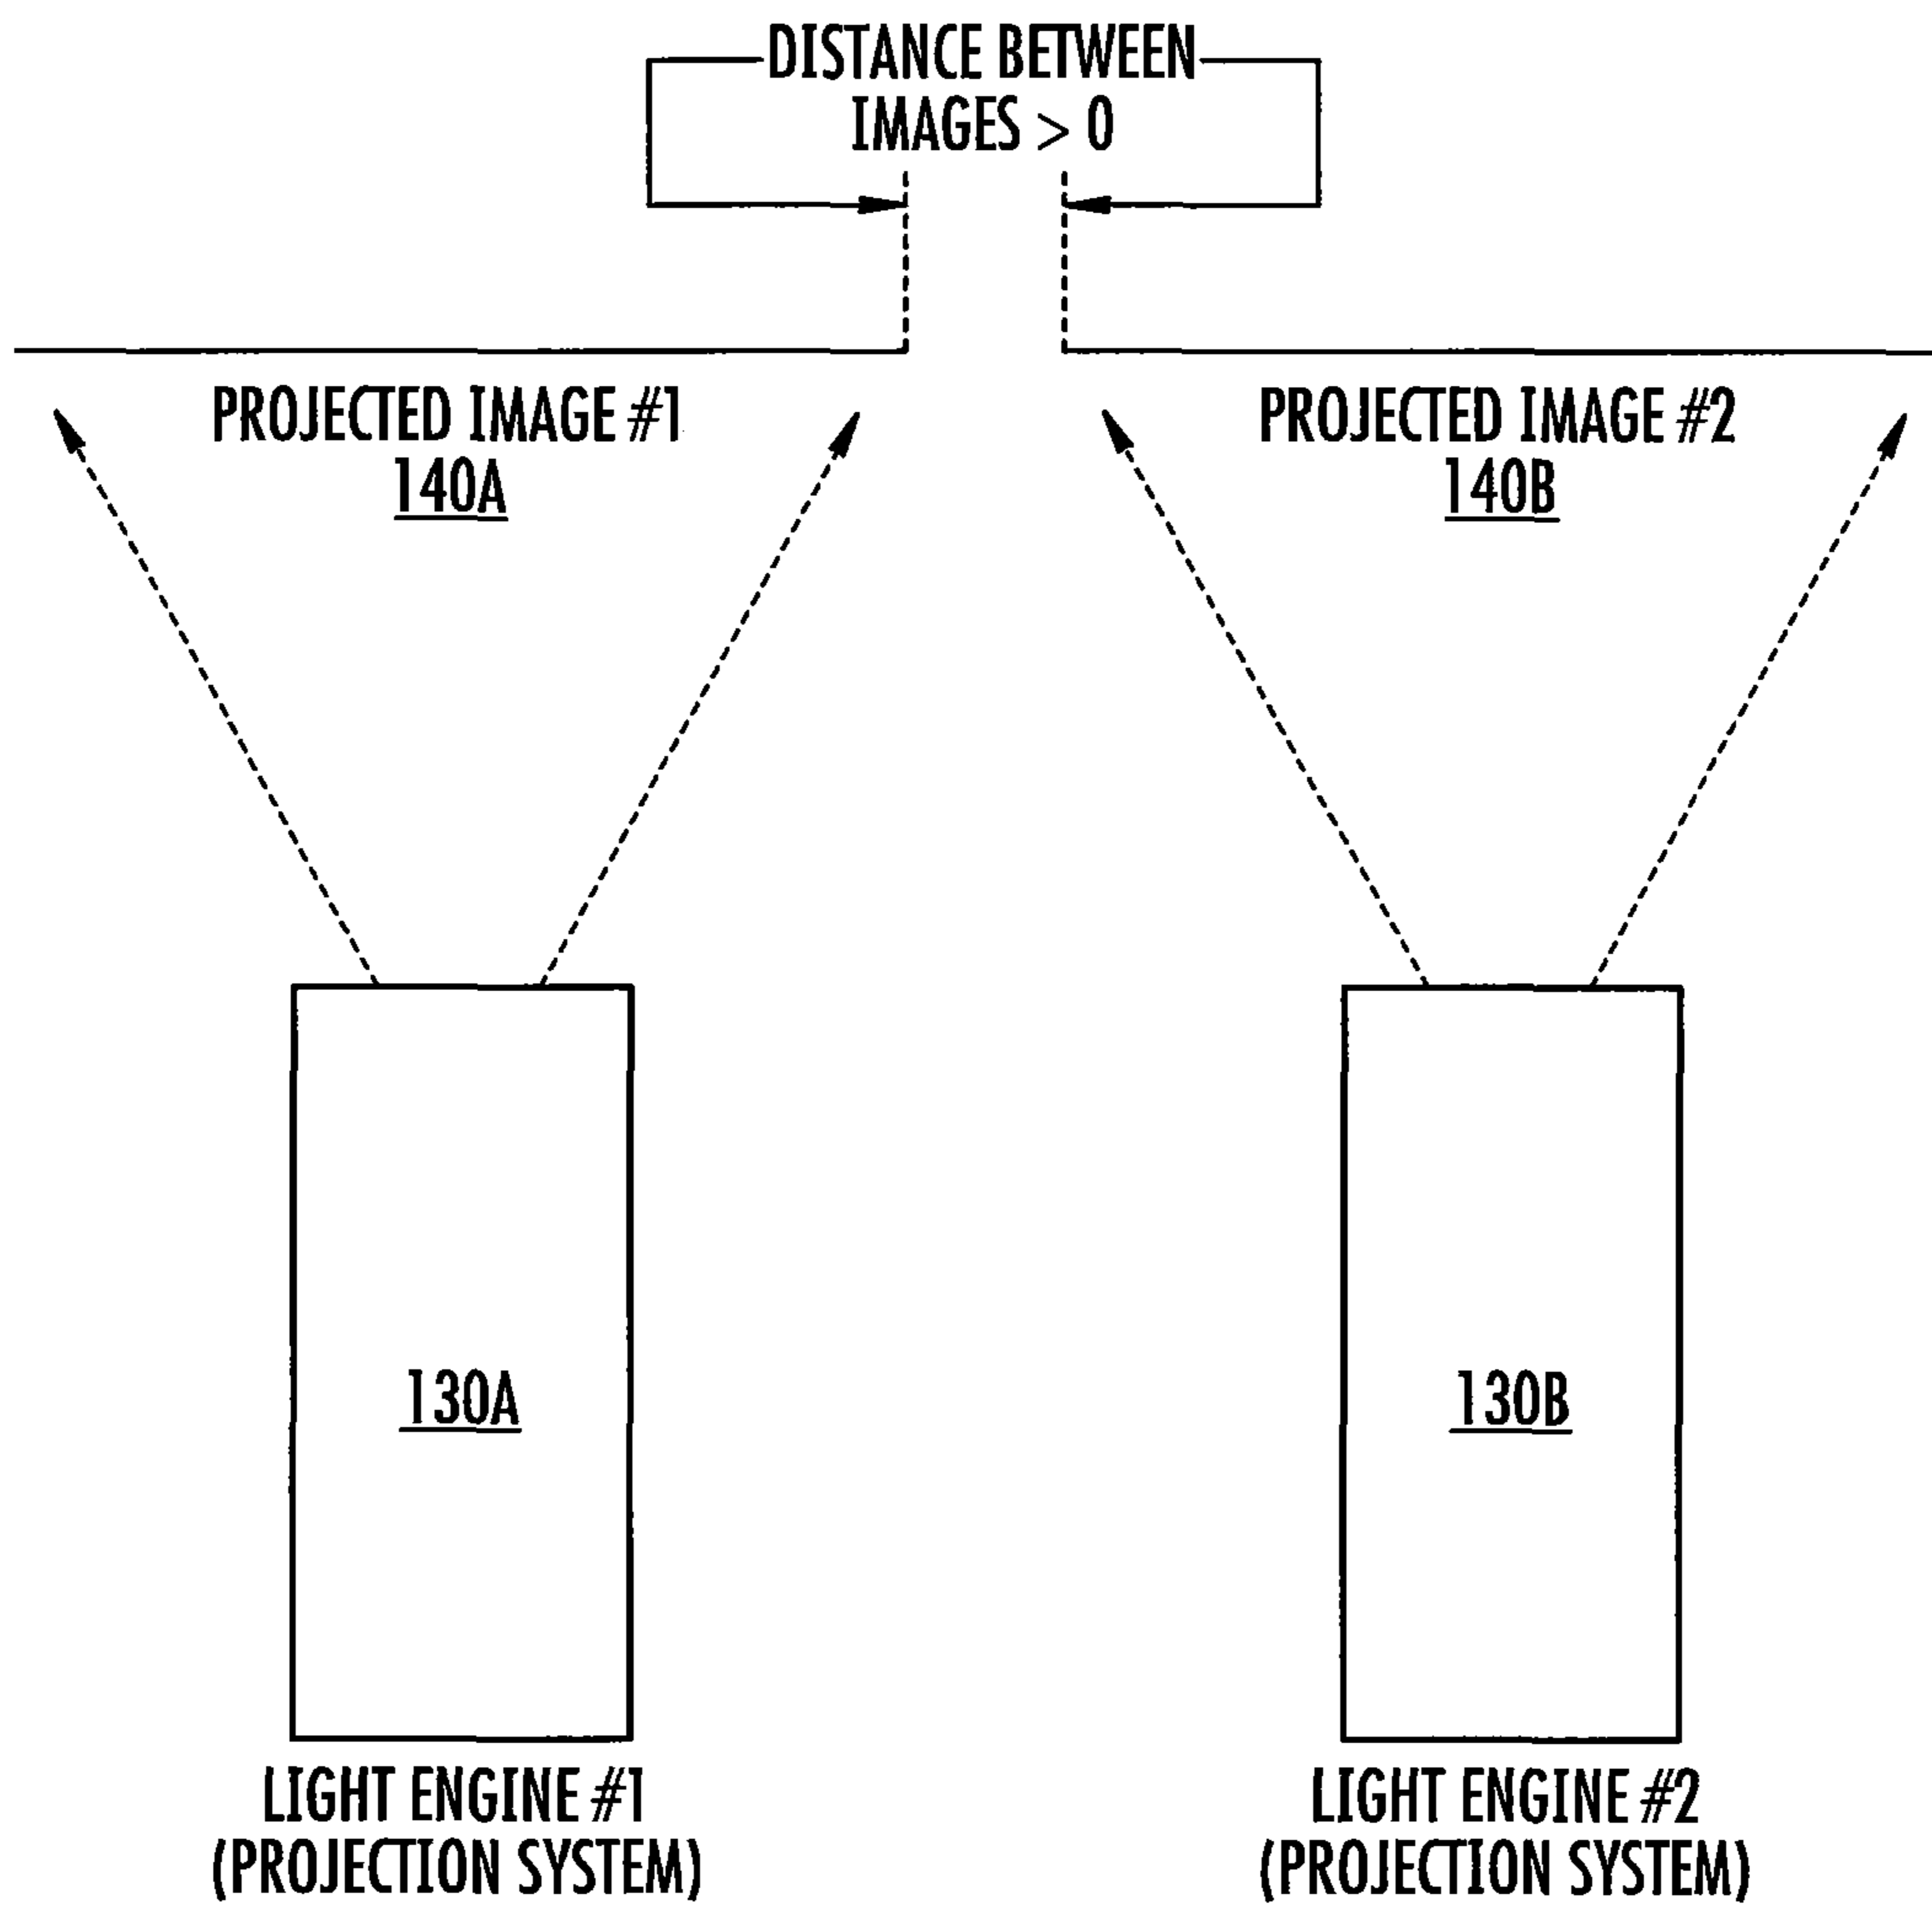 DISTANCE BETWEEN
IMAGES > 0
PROJECTED IMAGE #1
140A
PROJECTED IMAGE #2
140B
130A
130B
LIGHT ENGINE #1
(PROJECTION SYSTEM)
LIGHT ENGINE #2
(PROJECTION SYSTEM)